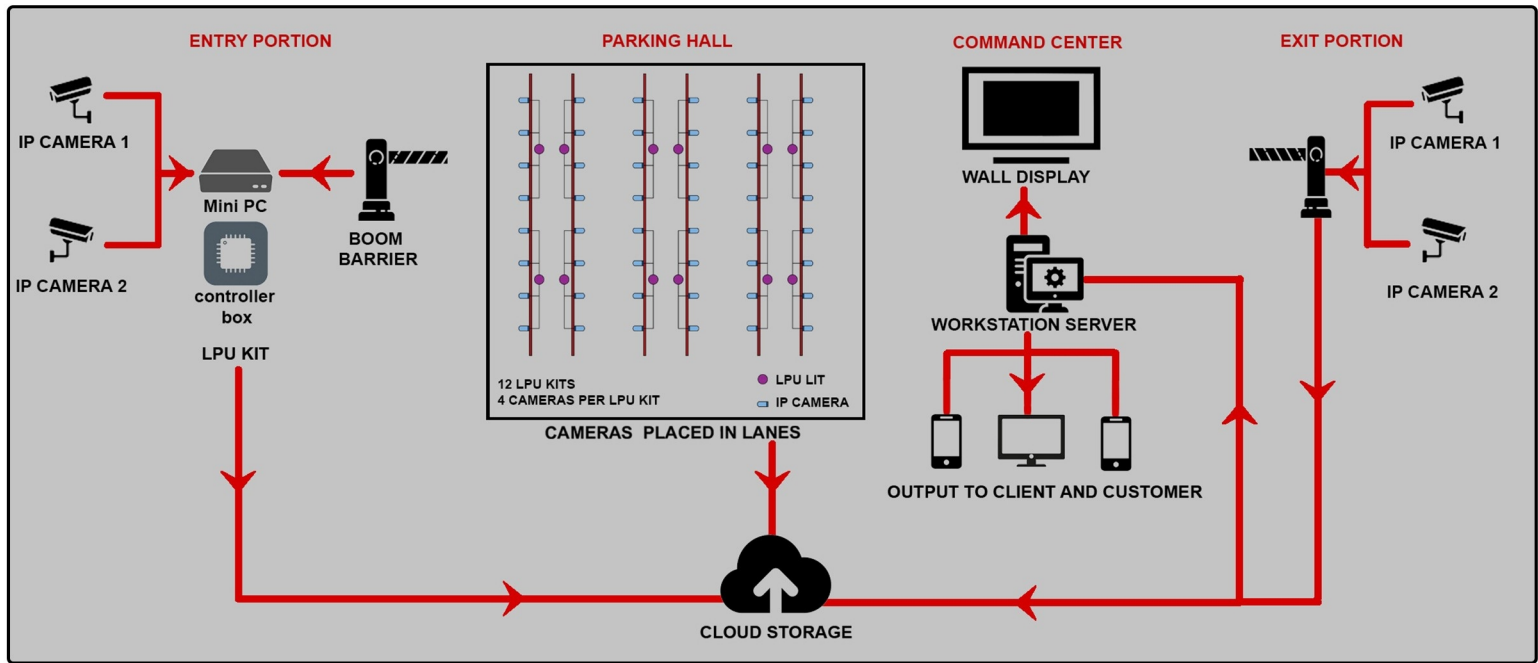 ENTRY PORTION
PARKING HALL
COMMAND CENTER
EXIT PORTION
IP CAMERA 1
IP CAMERA 2
Mini PC
controller
box
LPU KIT
BOOM
BARRIER
12 LPU KITS
4 CAMERAS PER LPU KIT
LPU LIT
IP CAMERA
CAMERAS PLACED IN LANES
WALL DISPLAY
WORKSTATION SERVER
OUTPUT TO CLIENT AND CUSTOMER
IP CAMERA 1
IP CAMERA 2
CLOUD STORAGE